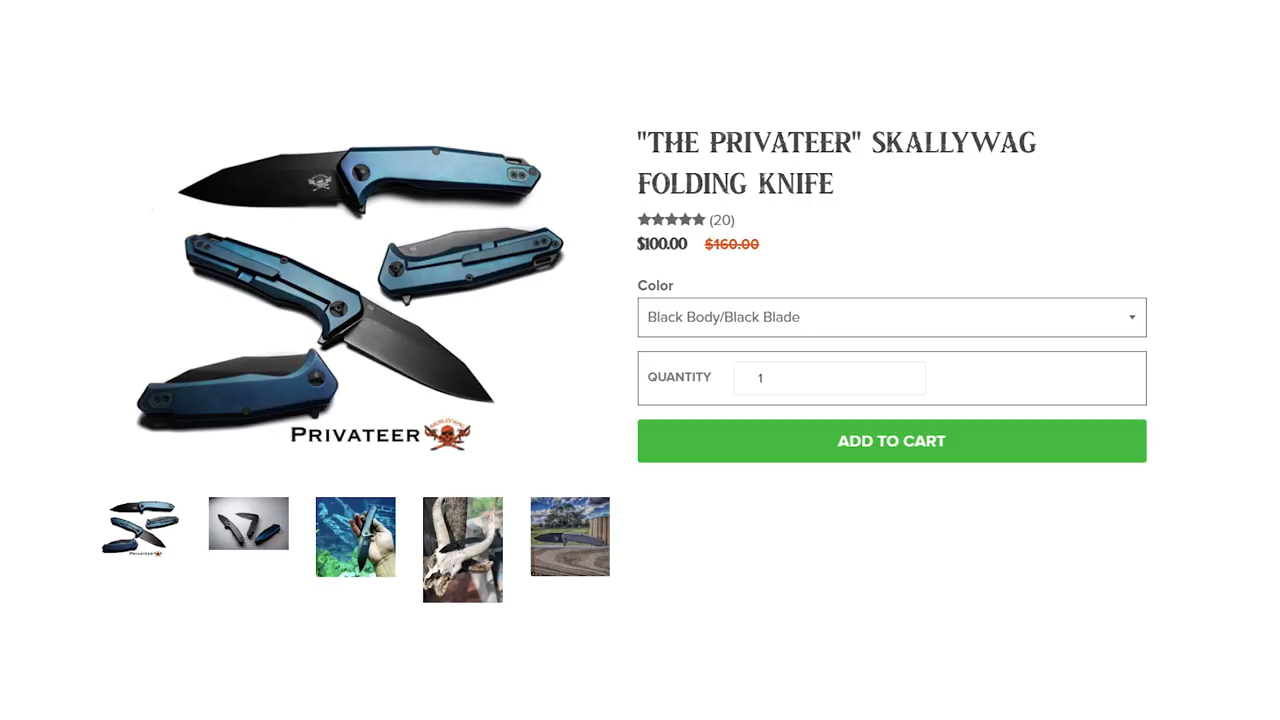 "THE PRIVATEER" SKALLYWAG
FOLDING KNIFE
(20)
$100.00 $160.00
Color
Black Body/Black Blade
QUANTITY 1
ADD TO CART
PRIVATEER
PRIVATEER